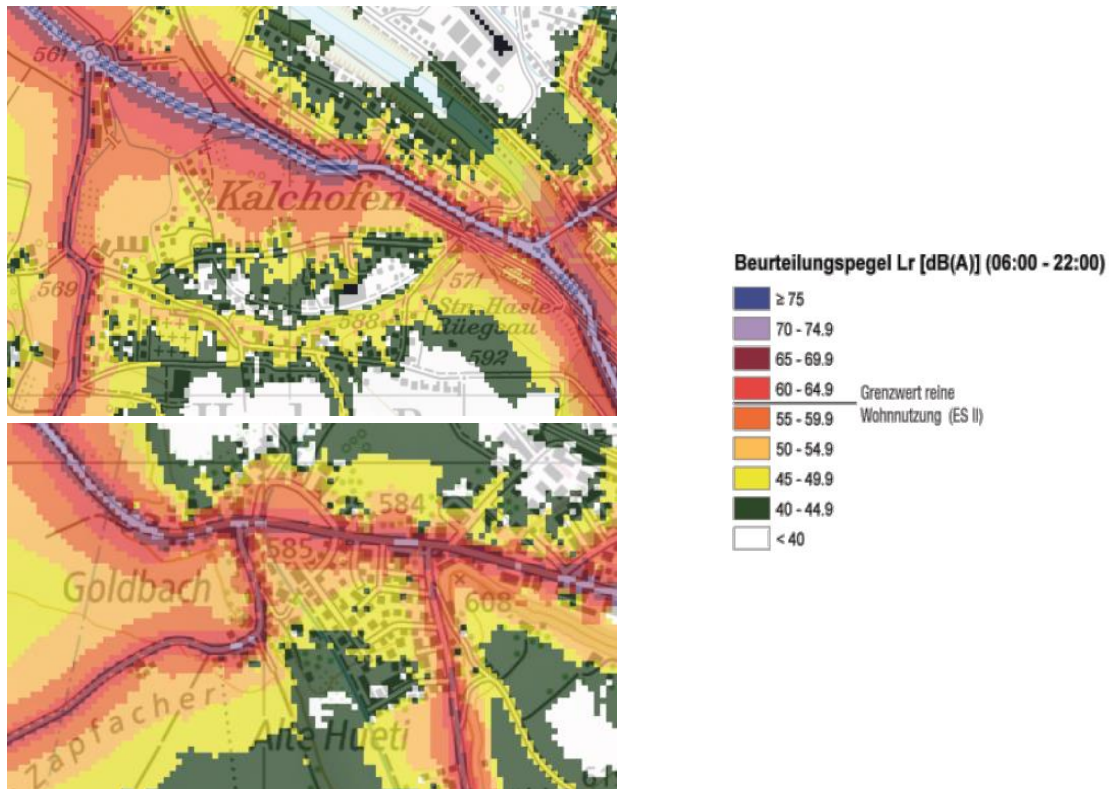 561
Kalchofen
569
571
Stn. Hasle-
Rüegsau
588
592
584
585
Goldbach
608
Zapfacher
Alte Hueti
Beurteilungspegel Lr [dB(A)] (06:00 - 22:00)
≥ 75
70 - 74.9
65 - 69.9
60 - 64.9
Grenzwert reine
Wohnnutzung (ES II)
55 - 59.9
50 - 54.9
45 - 49.9
40 - 44.9
< 40